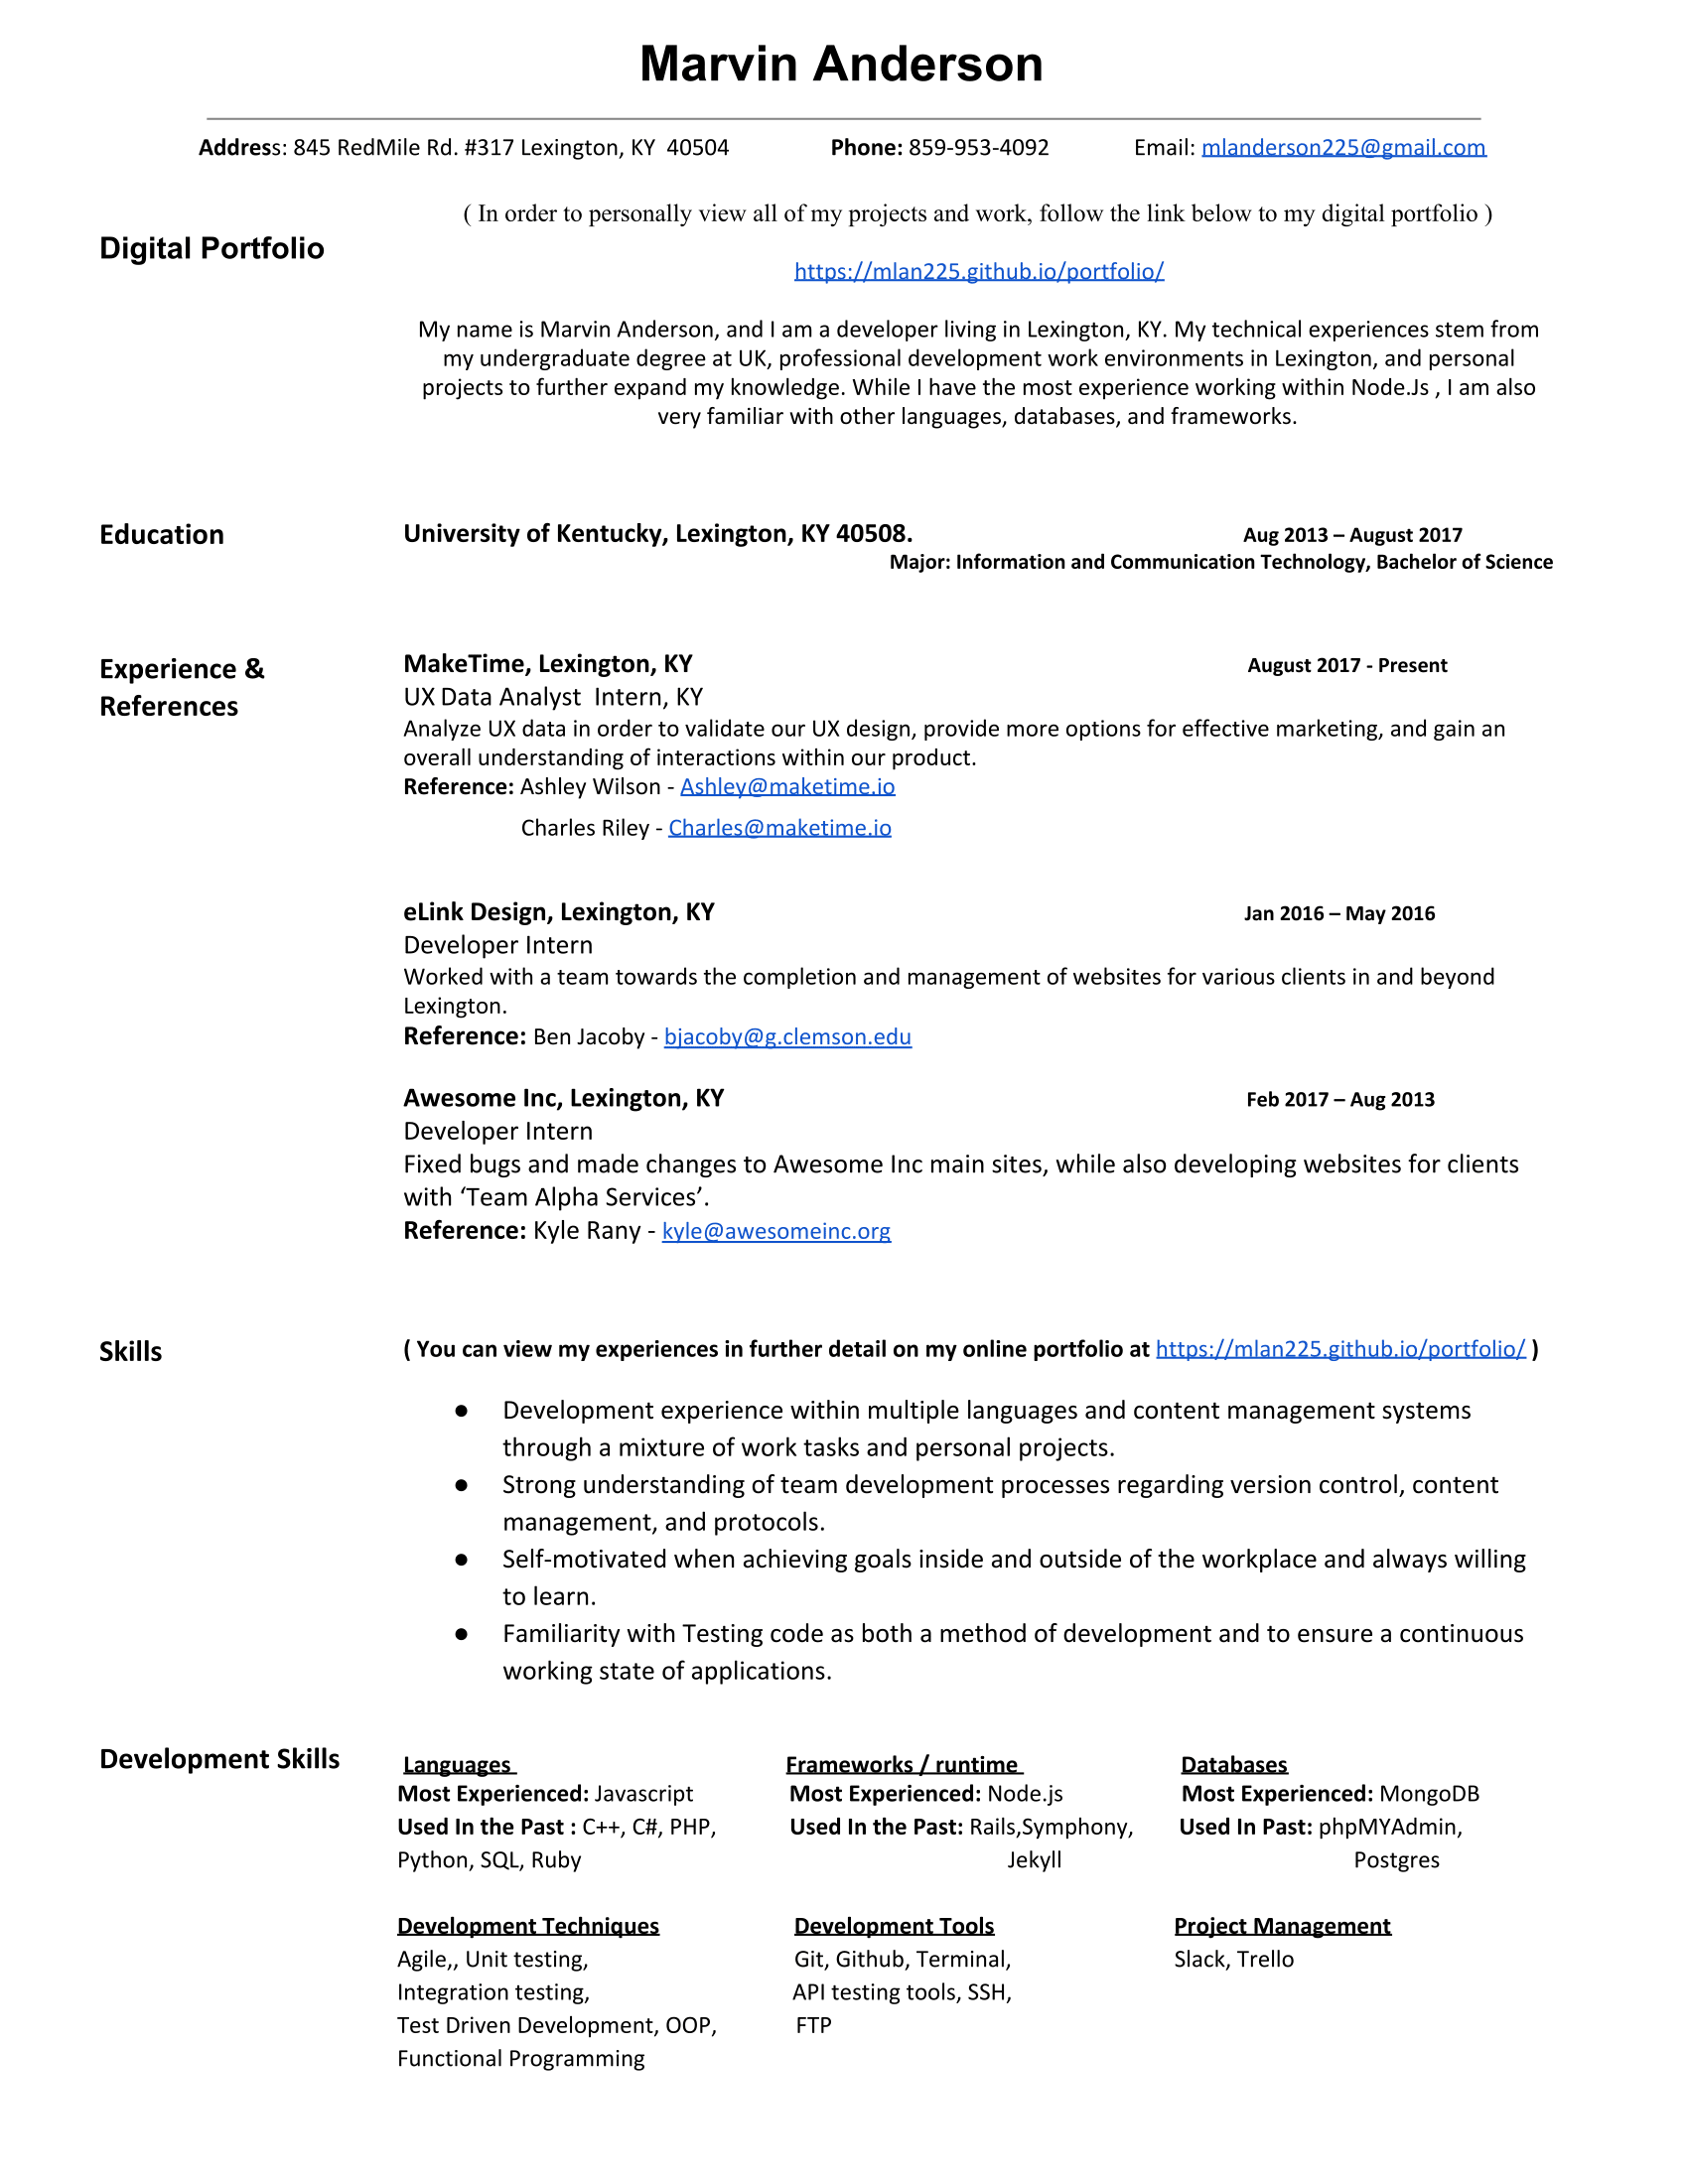 Marvin Anderson
Address: 845 RedMile Rd. #317 Lexington, KY  40504 Phone: 859-953-4092 Email: mlanderson225@gmail.com
( In order to personally view all of my projects and work, follow the link below to my digital portfolio )
Digital Portfolio
https://mlan225.github.io/portfolio/
My name is Marvin Anderson, and I am a developer living in Lexington, KY. My technical experiences stem from
my undergraduate degree at UK, professional development work environments in Lexington, and personal
projects to further expand my knowledge. While I have the most experience working within Node.Js , I am also
very familiar with other languages, databases, and frameworks.
Education University of Kentucky, Lexington, KY 40508. Aug 2013 – August 2017
Major: Information and Communication Technology, Bachelor of Science
Experience &
References
MakeTime, Lexington, KY August 2017 - Present
UX Data Analyst  Intern, KY
Analyze UX data in order to validate our UX design, provide more options for effective marketing, and gain an
overall understanding of interactions within our product.
Reference: Ashley Wilson - Ashley@maketime.io
Charles Riley - Charles@maketime.io
eLink Design, Lexington, KY Jan 2016 – May 2016
Developer Intern
Worked with a team towards the completion and management of websites for various clients in and beyond
Lexington.
Reference: Ben Jacoby - bjacoby@g.clemson.edu
Awesome Inc, Lexington, KY Feb 2017 – Aug 2013
Developer Intern
Fixed bugs and made changes to Awesome Inc main sites, while also developing websites for clients
with ‘Team Alpha Services’.
Reference: Kyle Rany - kyle@awesomeinc.org
Skills ( You can view my experiences in further detail on my online portfolio at https://mlan225.github.io/portfolio/ )
● Development experience within multiple languages and content management systems
through a mixture of work tasks and personal projects.
● Strong understanding of team development processes regarding version control, content
management, and protocols.
● Self-motivated when achieving goals inside and outside of the workplace and always willing
to learn.
● Familiarity with Testing code as both a method of development and to ensure a continuous
working state of applications.
Development Skills Languages Frameworks / runtime Databases
Most Experienced: Javascript Most Experienced: Node.js Most Experienced: MongoDB
Used In the Past : C++, C#, PHP, Used In the Past: Rails,Symphony, Used In Past: phpMYAdmin,
Python, SQL, Ruby Jekyll Postgres
Development Techniques Development Tools Project Management
Agile,, Unit testing, Git, Github, Terminal, Slack, Trello
Integration testing, API testing tools, SSH,
Test Driven Development, OOP, FTP
Functional Programming